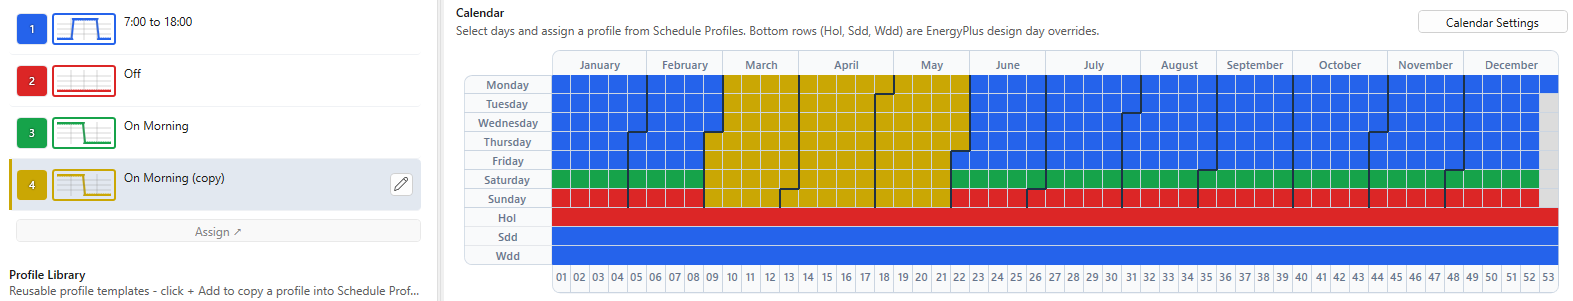 1
7:00 to 18:00
2
Off
3
On Morning
4
On Morning (copy)
Assign ↗
Profile Library
Reusable profile templates - click + Add to copy a profile into Schedule Prof...
Calendar
Select days and assign a profile from Schedule Profiles. Bottom rows (Hol, Sdd, Wdd) are EnergyPlus design day overrides.
Calendar Settings
January February March April May June July August September October November December
Monday
Tuesday
Wednesday
Thursday
Friday
Saturday
Sunday
Hol
Sdd
Wdd
01 02 03 04 05 06 07 08 09 10 11 12 13 14 15 16 17 18 19 20 21 22 23 24 25 26 27 28 29 30 31 32 33 34 35 36 37 38 39 40 41 42 43 44 45 46 47 48 49 50 51 52 53